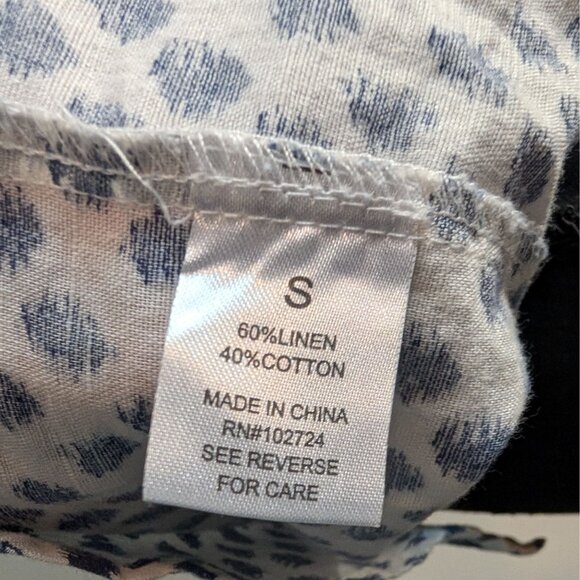 S
60%LINEN
40%COTTON
MADE IN CHINA
RN#102724
SEE REVERSE
FOR CARE